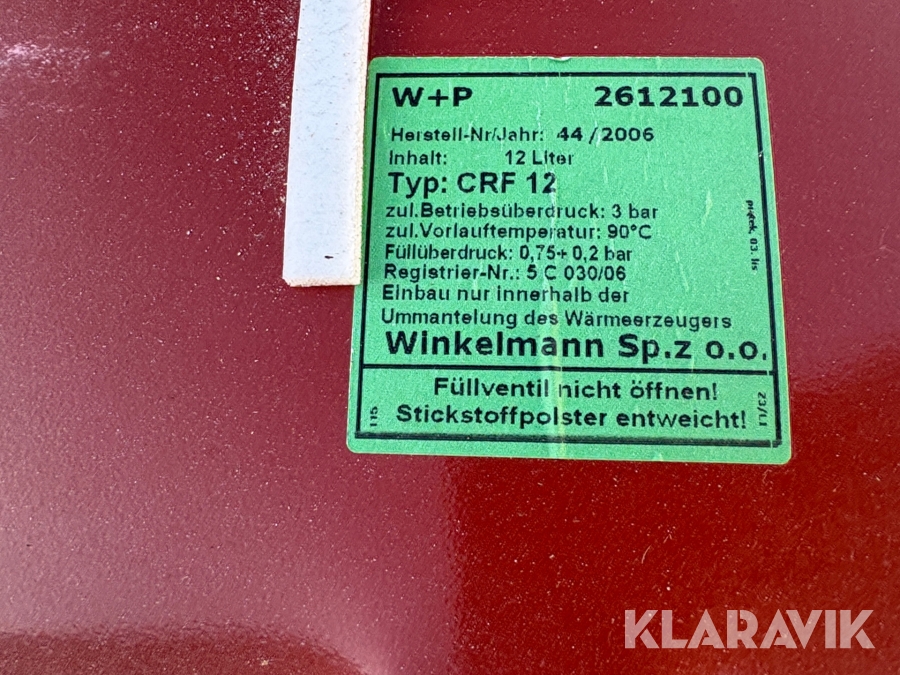 W+P 2612100
Herstell-Nr/Jahr: 44/2006
Inhalt: 12 Liter
Typ: CRF 12
zul.Betriebsüberdruck: 3 bar
zul.Vorlauftemperatur: 90°C
Füllüberdruck: 0,75+ 0,2 bar
Registrier-Nr.: 5 C 030/06
Einbau nur innerhalb der
Ummantelung des Wärmeerzeugers
Winkelmann Sp.z o.o.
Füllventil nicht öffnen!
Stickstoffpolster entweicht!
115
KLARAVIK